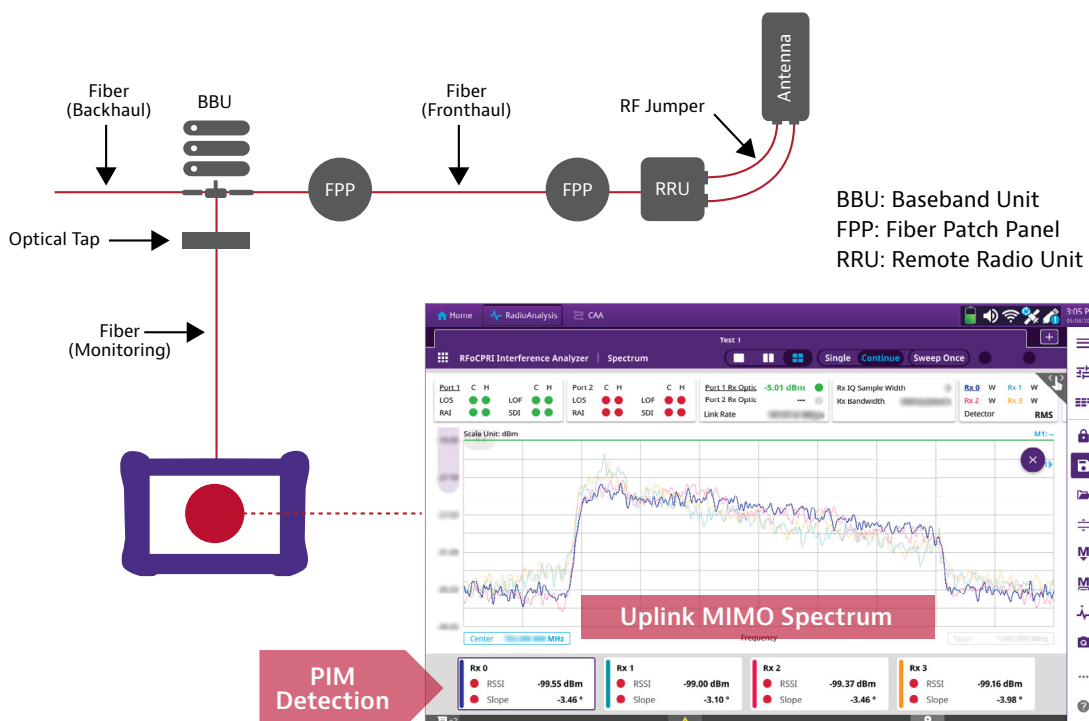 Fiber
(Backhaul)
BBU
Fiber
(Fronthaul)
RF Jumper
Antenna
FPP
FPP
RRU
Optical Tap
Fiber
(Monitoring)
BBU: Baseband Unit
FPP: Fiber Patch Panel
RRU: Remote Radio Unit
Home RadioAnalysis CAA
3:05 P
Test 1
RFoCPRI Interference Analyzer Spectrum
Single Continue Sweep Once
Port 1 C H C H
LOS LOF
RAI SDI
Port 2 C H C H
LOS LOF
RAI SDI
Port 1 Rx Optic -5.01 dBm
Port 2 Rx Optic ---
Link Rate
Rx IQ Sample Width
Rx Bandwidth
Rx 0 W Rx 1 W
Rx 2 W Rx 3 W
Detector RMS
Scale Unit: dBm
M1: --
Uplink MIMO Spectrum
Center MHz
Frequency
Span MHz
PIM
Detection
Rx 0
RSSI -99.55 dBm
Slope -3.46 °
Rx 1
RSSI -99.00 dBm
Slope -3.10 °
Rx 2
RSSI -99.37 dBm
Slope -3.46 °
Rx 3
RSSI -99.16 dBm
Slope -3.98 °